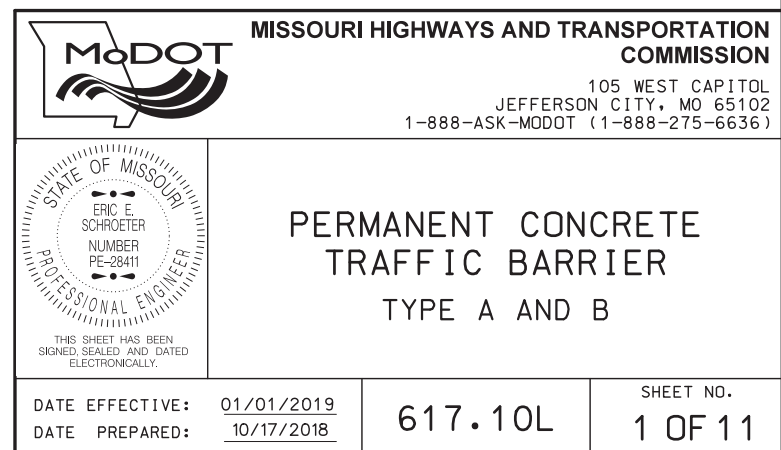 MoDOT
MISSOURI HIGHWAYS AND TRANSPORTATION
COMMISSION
105 WEST CAPITOL
JEFFERSON CITY, MO 65102
1-888-ASK-MODOT (1-888-275-6636)
STATE OF MISSOURI
ERIC E.
SCHROETER
NUMBER
PE-28411
PROFESSIONAL ENGINEER
THIS SHEET HAS BEEN
SIGNED, SEALED AND DATED
ELECTRONICALLY.
PERMANENT CONCRETE
TRAFFIC BARRIER
TYPE A AND B
DATE EFFECTIVE: 01/01/2019
DATE PREPARED: 10/17/2018
617.10L
SHEET NO.
1 OF 11